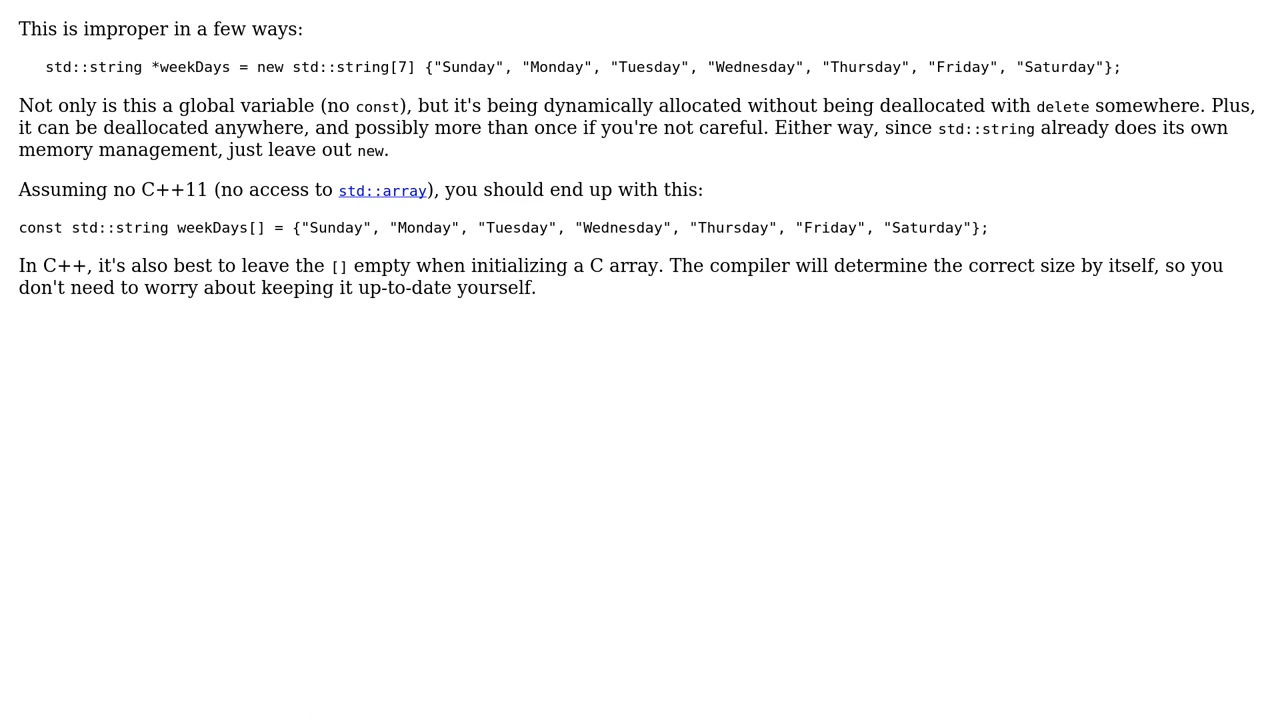 This is improper in a few ways:
std::string *weekDays = new std::string[7] {"Sunday", "Monday", "Tuesday", "Wednesday", "Thursday", "Friday", "Saturday"};
Not only is this a global variable (no const), but it's being dynamically allocated without being deallocated with delete somewhere. Plus,
it can be deallocated anywhere, and possibly more than once if you're not careful. Either way, since std::string already does its own
memory management, just leave out new.
Assuming no C++11 (no access to std::array), you should end up with this:
const std::string weekDays[] = {"Sunday", "Monday", "Tuesday", "Wednesday", "Thursday", "Friday", "Saturday"};
In C++, it's also best to leave the [] empty when initializing a C array. The compiler will determine the correct size by itself, so you
don't need to worry about keeping it up-to-date yourself.